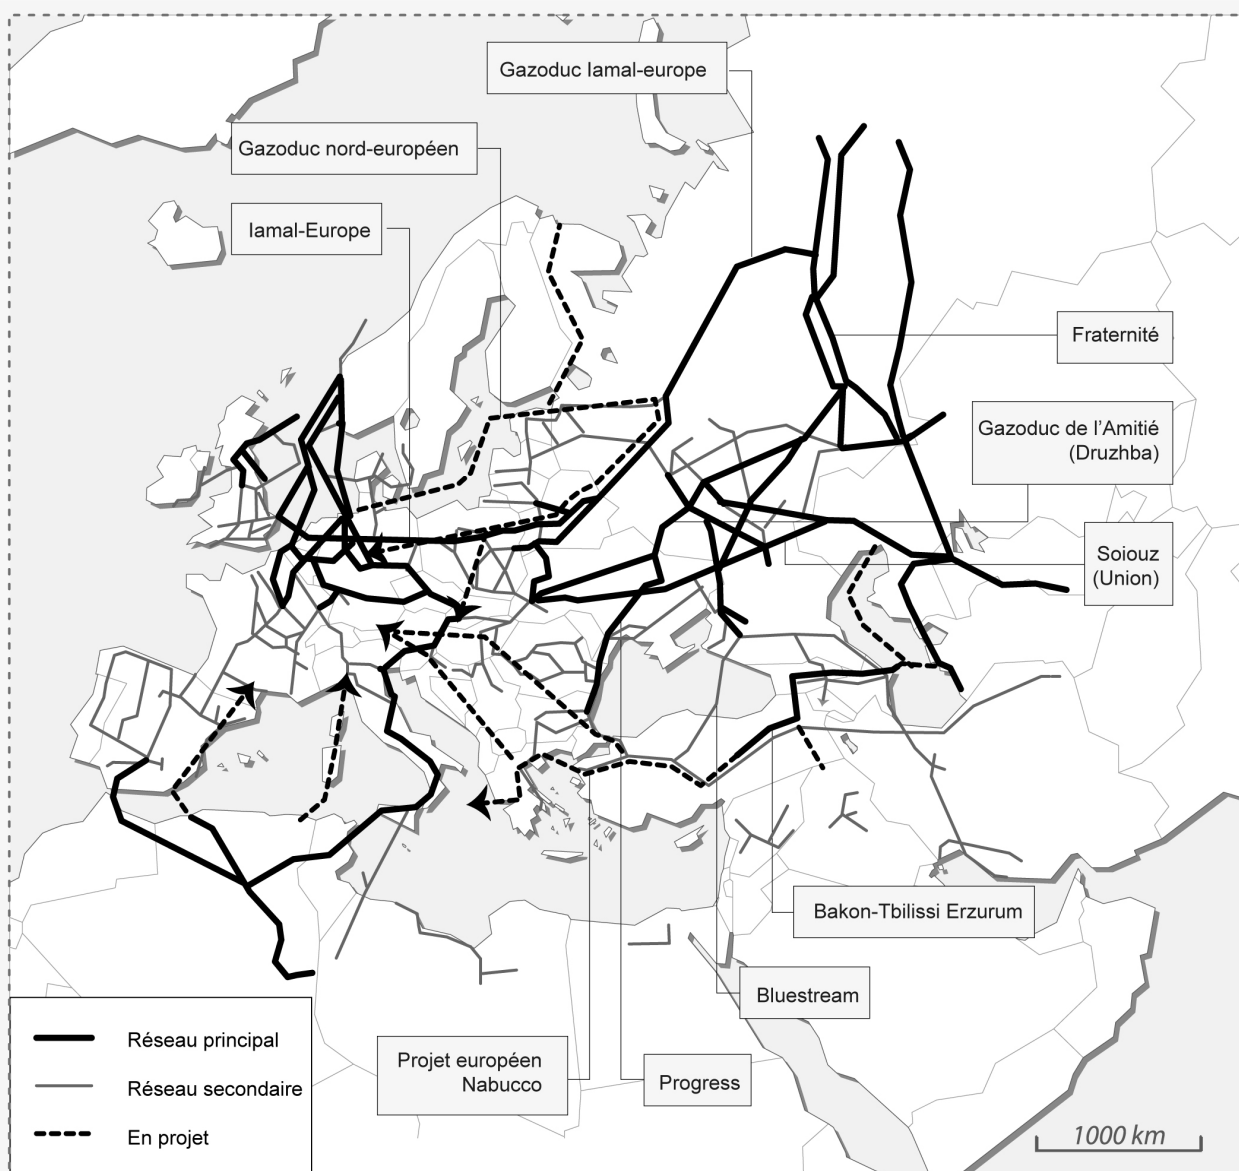 Gazoduc Iamal-europe
Gazoduc nord-européen
Iamal-Europe
Fraternité
Gazoduc de l'Amitié
(Druzhba)
Soiouz
(Union)
Bakon-Tbilissi Erzurum
Bluestream
Projet européen
Nabucco
Progress
Réseau principal
Réseau secondaire
En projet
1000 km